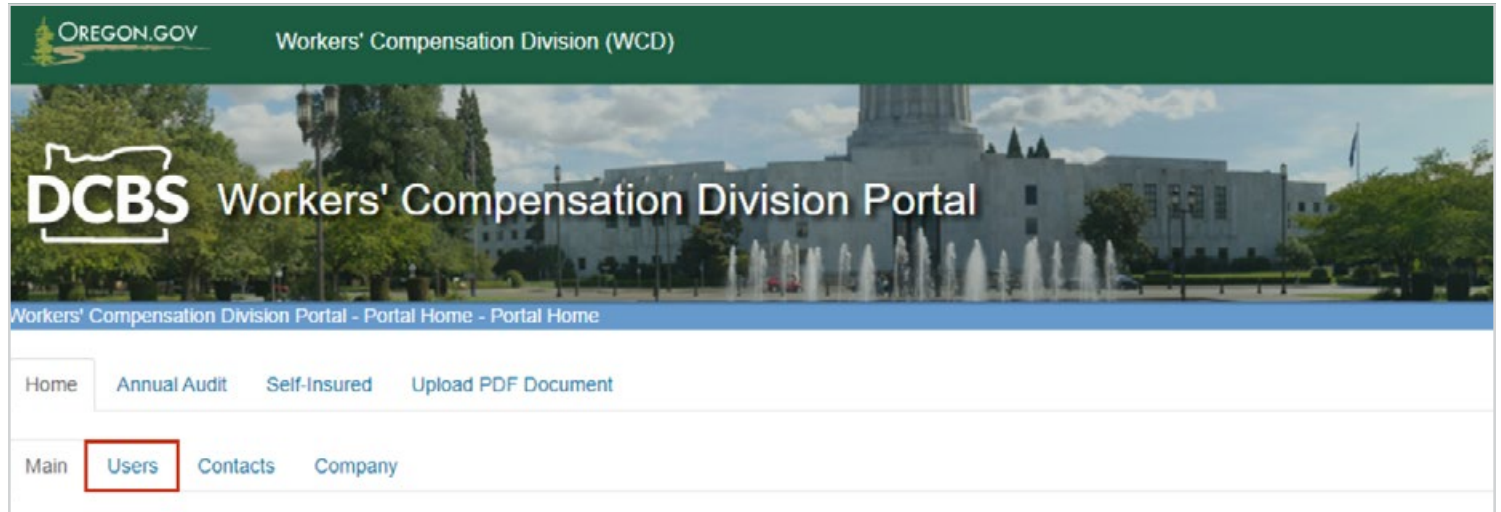 OREGON.GOV Workers' Compensation Division (WCD)
DCBS Workers' Compensation Division Portal
Workers' Compensation Division Portal - Portal Home - Portal Home
Home Annual Audit Self-Insured Upload PDF Document
Main Users Contacts Company